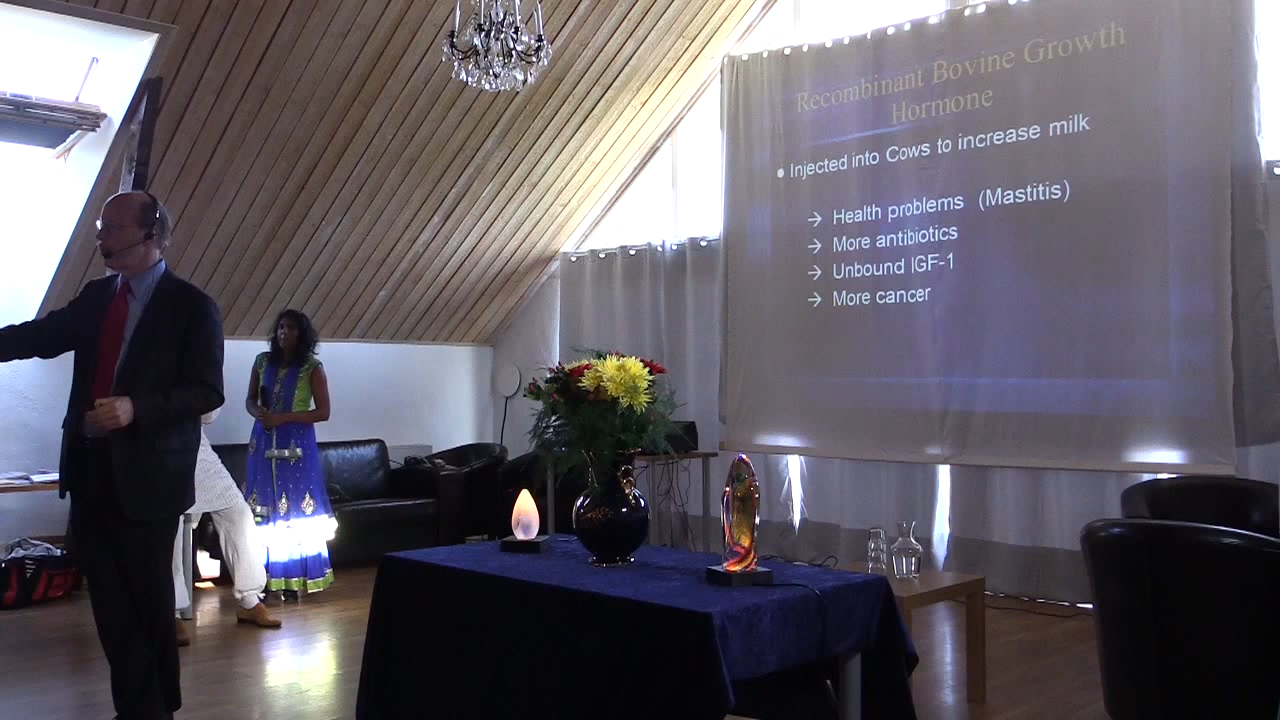 Recombinant Bovine Growth
Hormone
• Injected into Cows to increase milk
→ Health problems (Mastitis)
→ More antibiotics
→ Unbound IGF-1
→ More cancer